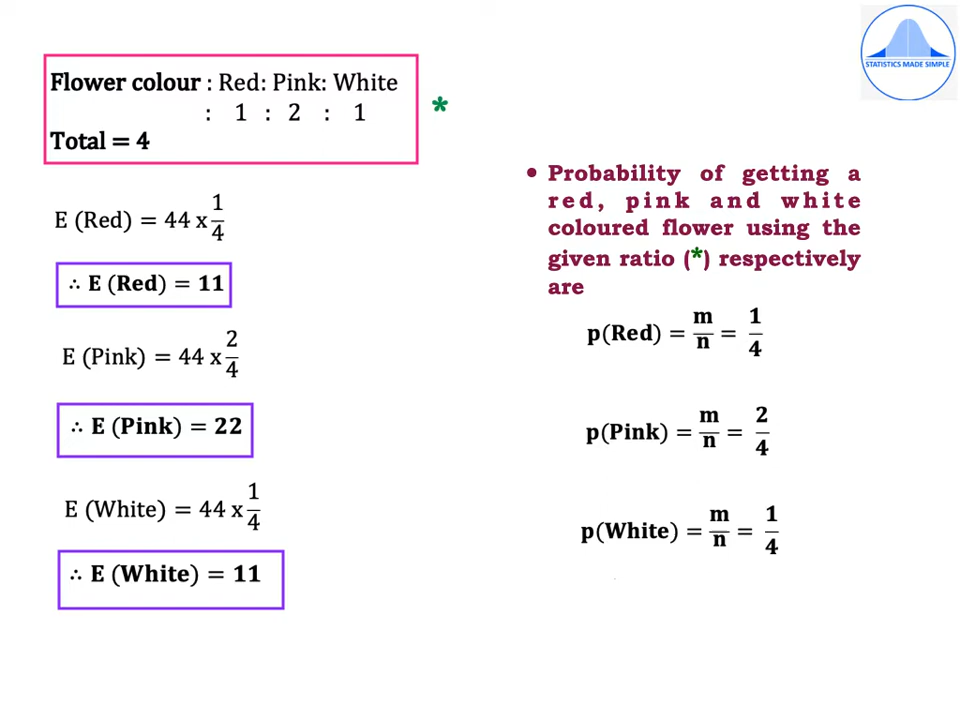 STATISTICS MADE SIMPLE
Flower colour : Red: Pink: White
: 1 : 2 : 1
*
Total = 4
E (Red) = 44 x 1/4
∴ E (Red) = 11
E (Pink) = 44 x 2/4
∴ E (Pink) = 22
E (White) = 44 x 1/4
∴ E (White) = 11
• Probability of getting a
red, pink and white
coloured flower using the
given ratio (*) respectively
are
p(Red) = m/n = 1/4
p(Pink) = m/n = 2/4
p(White) = m/n = 1/4